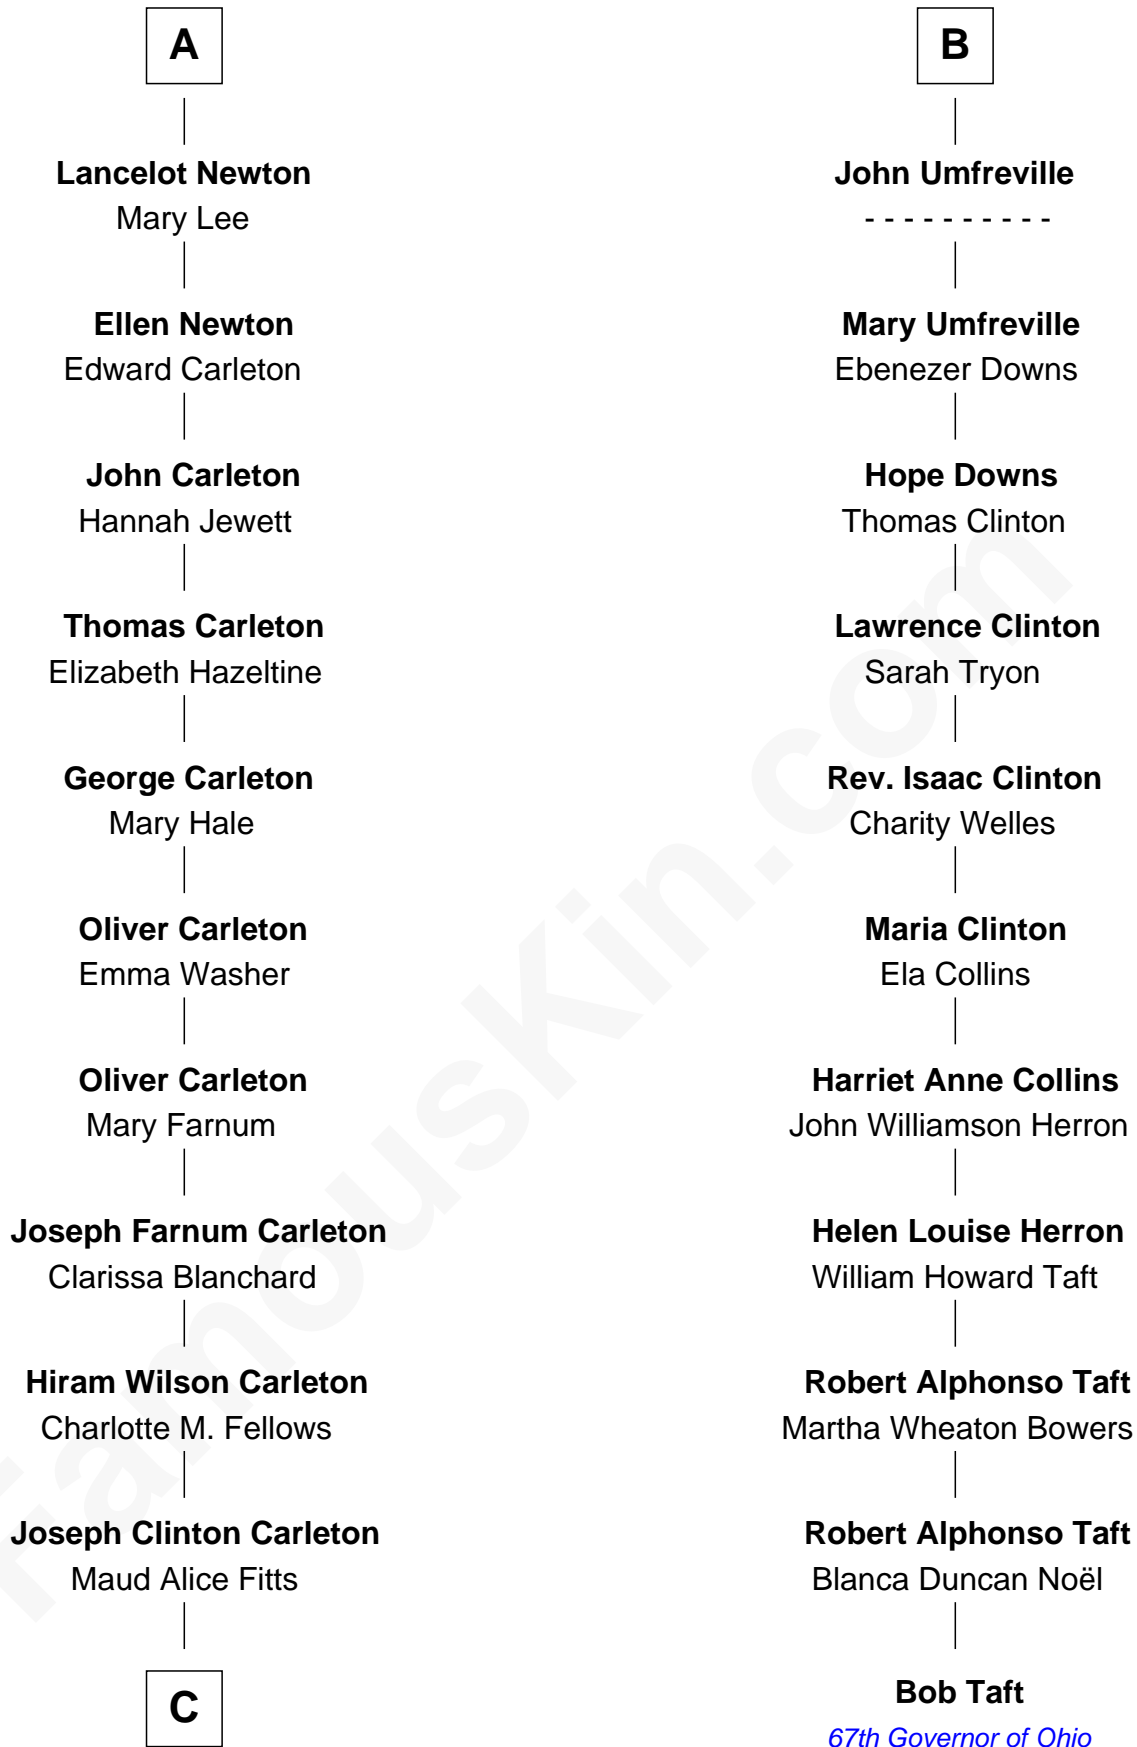 A
Lancelot Newton
Mary Lee
Ellen Newton
Edward Carleton
John Carleton
Hannah Jewett
Thomas Carleton
Elizabeth Hazeltine
George Carleton
Mary Hale
Oliver Carleton
Emma Washer
Oliver Carleton
Mary Farnum
Joseph Farnum Carleton
Clarissa Blanchard
Hiram Wilson Carleton
Charlotte M. Fellows
Joseph Clinton Carleton
Maud Alice Fitts
C
B
John Umfreville
- - - - - - - - - -
Mary Umfreville
Ebenezer Downs
Hope Downs
Thomas Clinton
Lawrence Clinton
Sarah Tryon
Rev. Isaac Clinton
Charity Welles
Maria Clinton
Ela Collins
Harriet Anne Collins
John Williamson Herron
Helen Louise Herron
William Howard Taft
Robert Alphonso Taft
Martha Wheaton Bowers
Robert Alphonso Taft
Blanca Duncan Noël
Bob Taft
67th Governor of Ohio
FamousKin.com